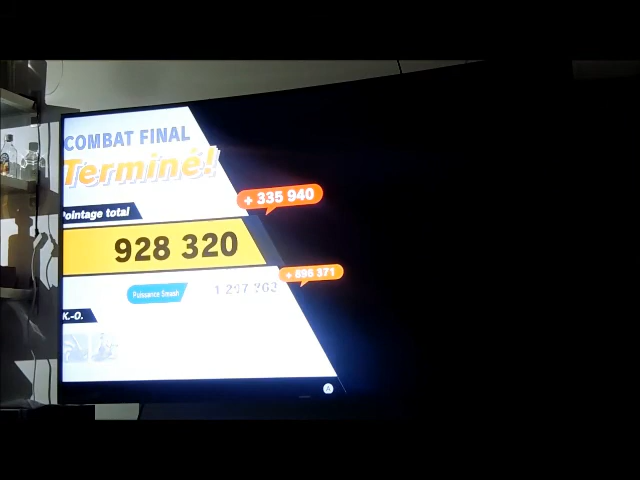 COMBAT FINAL
Terminé!
+ 335 940
Pointage total
928 320
+ 896 371
Puissance Smash
K.-O.
A